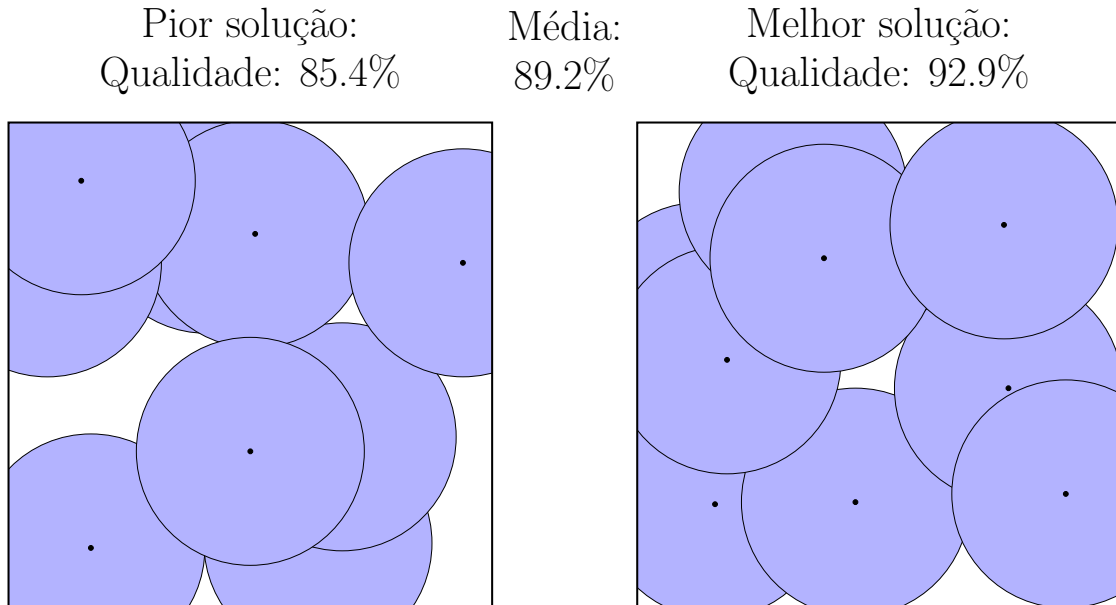 Pior solução:
Qualidade: 85.4%
Média:
89.2%
Melhor solução:
Qualidade: 92.9%